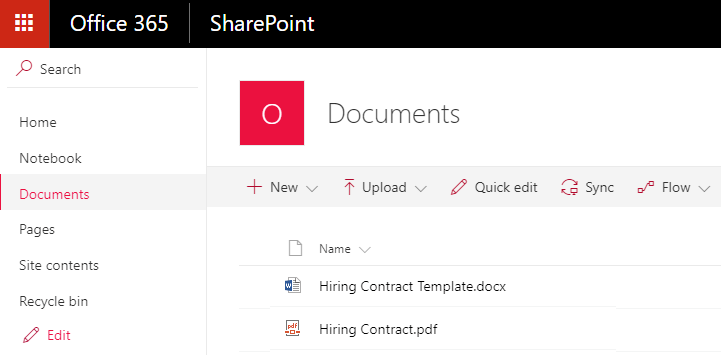 Office 365 SharePoint
Search
Home
Notebook
Documents
Pages
Site contents
Recycle bin
Edit
O Documents
New Upload Quick edit Sync Flow
Name
Hiring Contract Template.docx
Hiring Contract.pdf